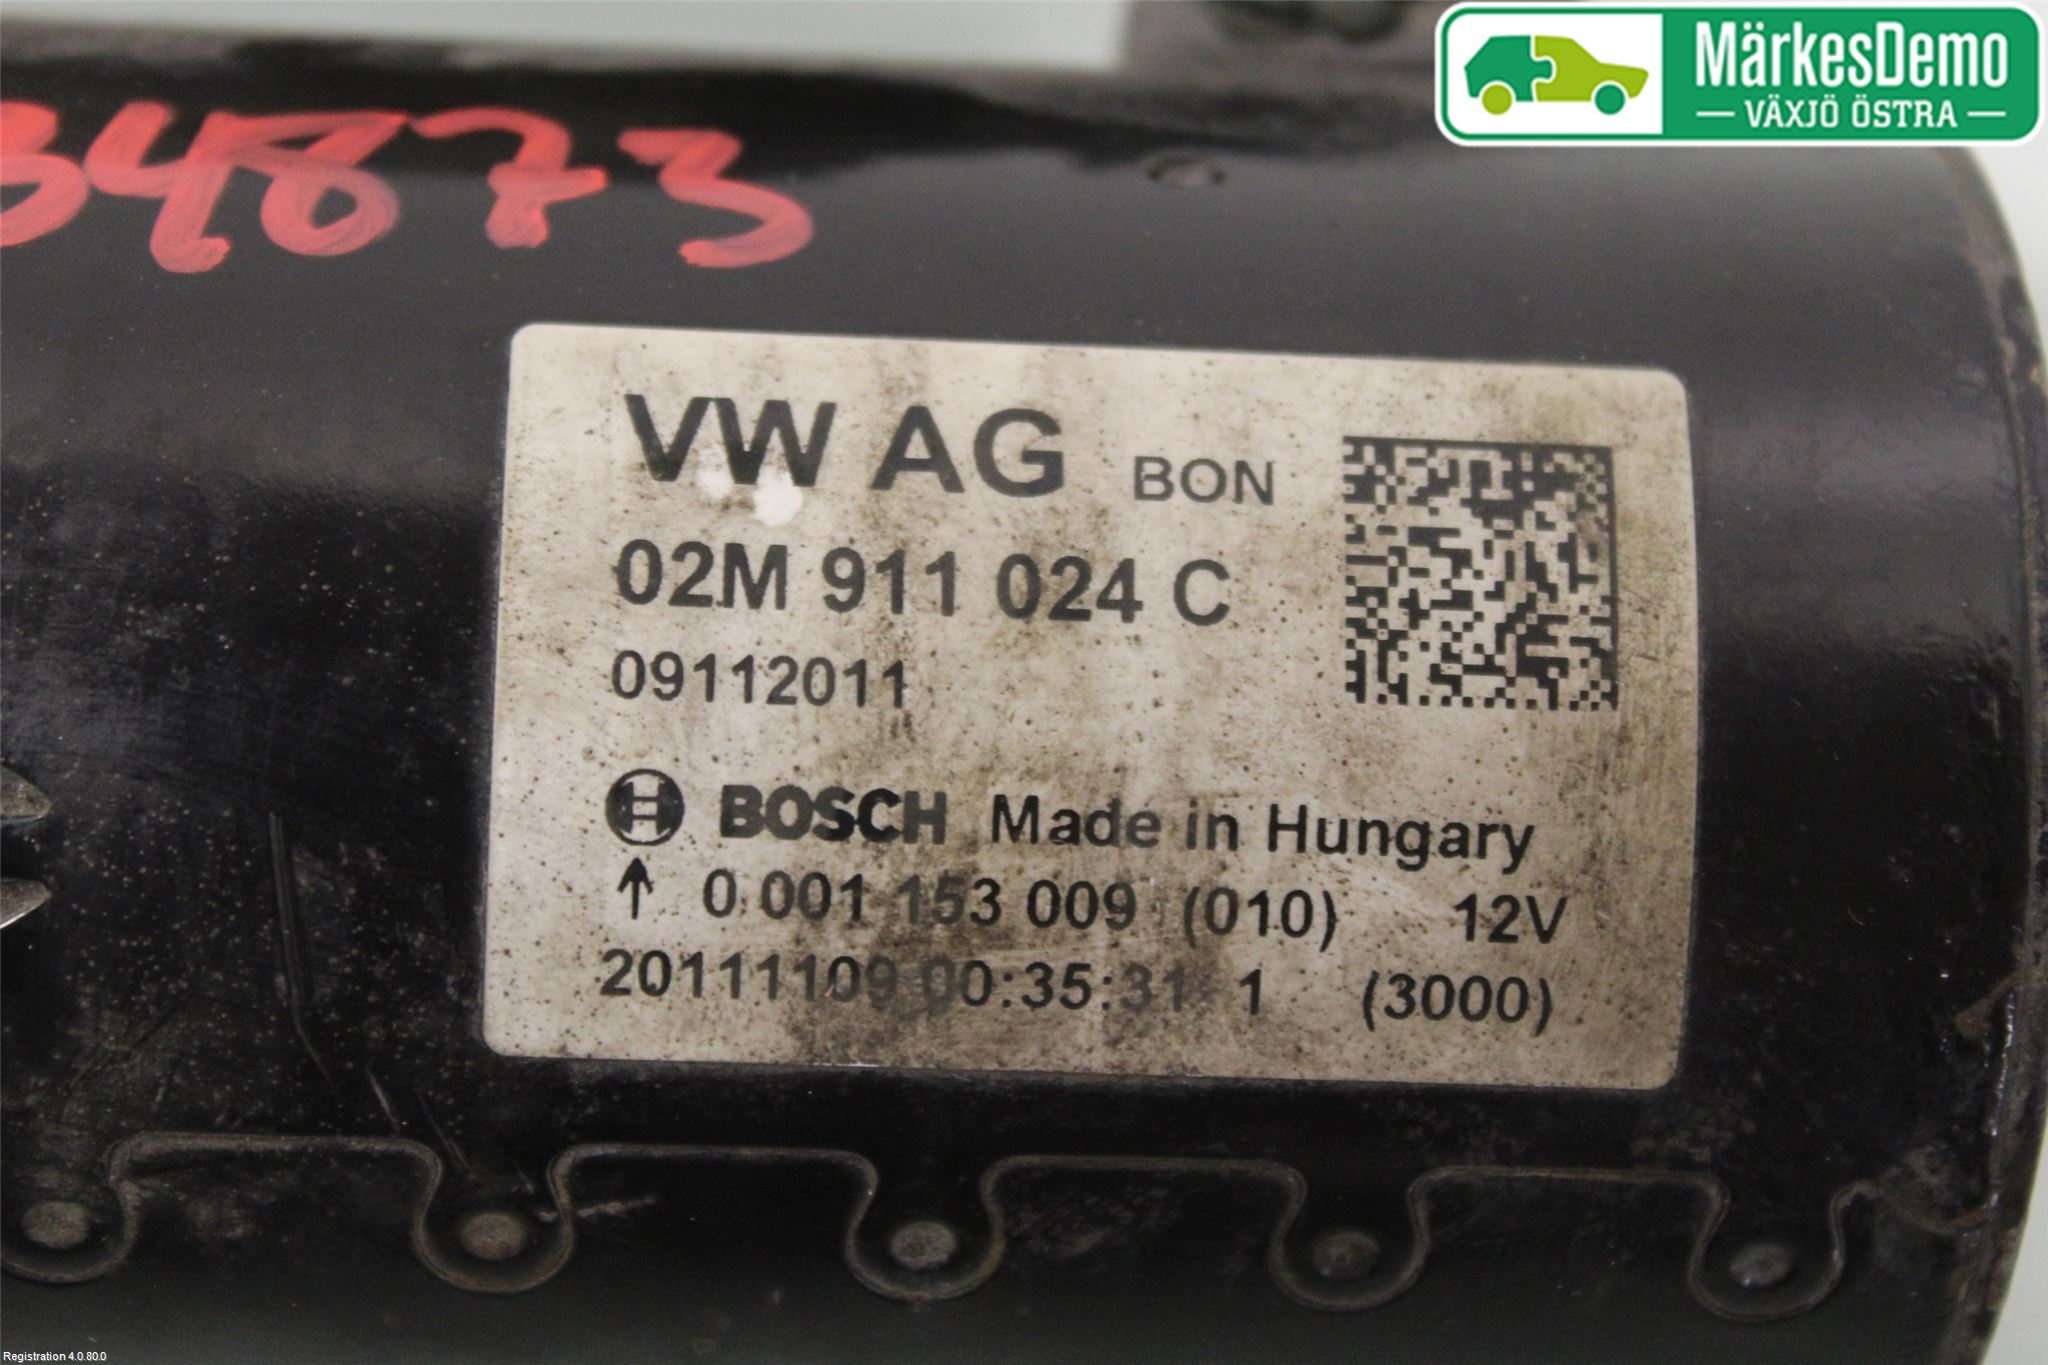 MärkesDemo
VÄXJÖ ÖSTRA
34873
VW AG BON
02M 911 024 C
09112011
BOSCH Made in Hungary
↑ 0 001 153 009 (010) 12V
20111109 00:35:31 1 (3000)
Registration 4.0.80.0